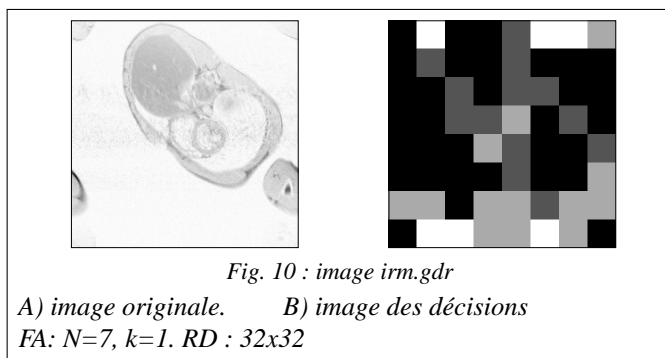 Fig. 10 : image irm.gdr
A) image originale. B) image des décisions
FA: N=7, k=1. RD : 32x32